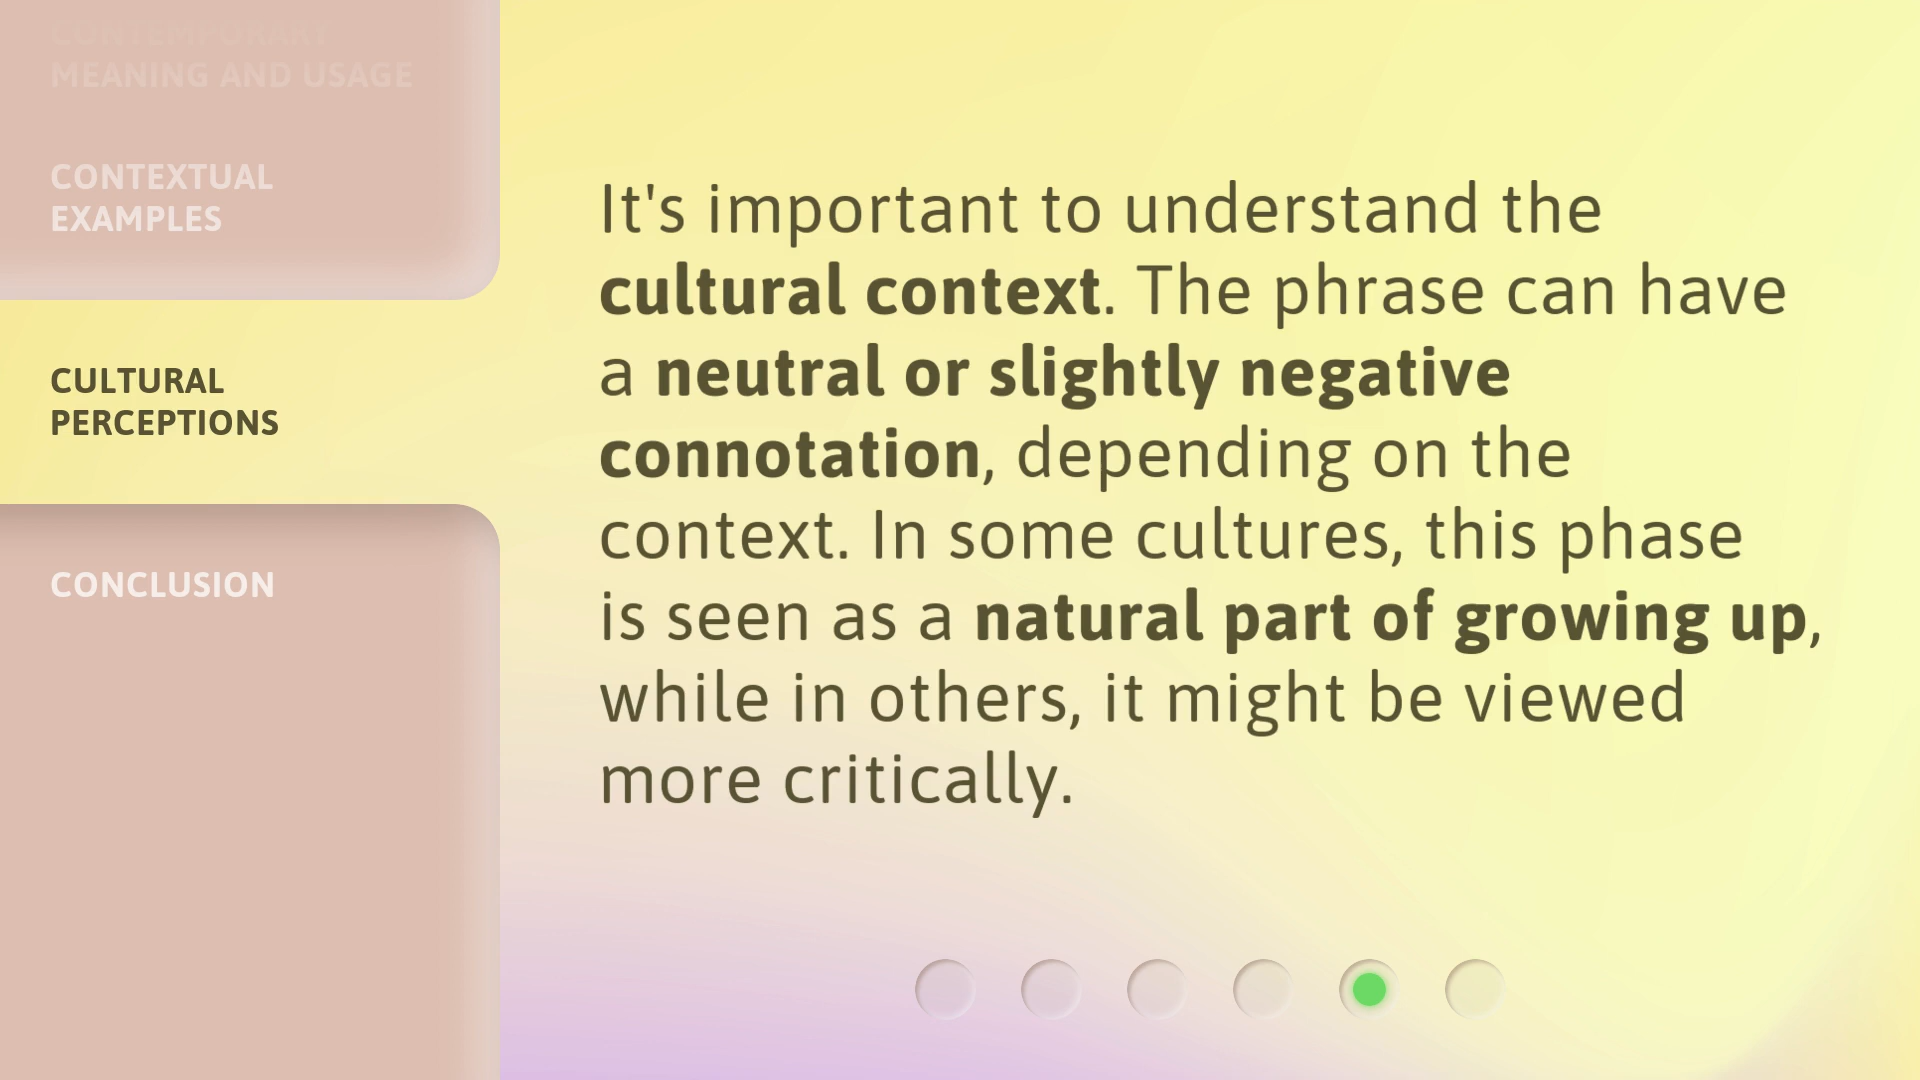 CONTEMPORARY
MEANING AND USAGE
CONTEXTUAL
EXAMPLES
CULTURAL
PERCEPTIONS
CONCLUSION
It's important to understand the
cultural context. The phrase can have
a neutral or slightly negative
connotation, depending on the
context. In some cultures, this phase
is seen as a natural part of growing up,
while in others, it might be viewed
more critically.